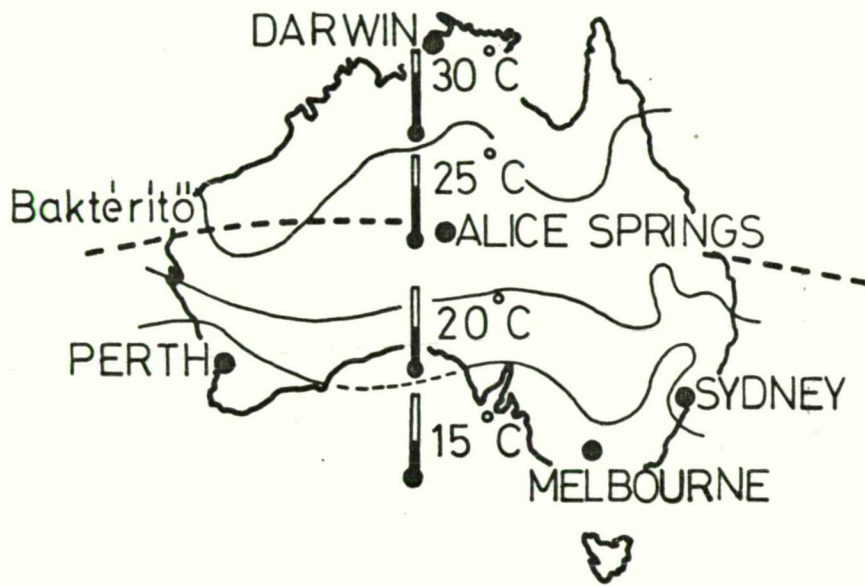 DARWIN
30°C
25°C
Baktérítő
ALICE SPRINGS
20°C
PERTH
SYDNEY
15°C
MELBOURNE